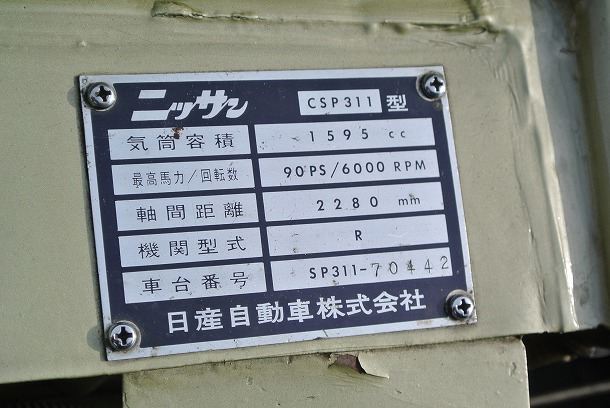 ニッサン CSP311 型
気筒容積 1595 cc
最高馬力/回転数 90PS/6000 RPM
軸間距離 2280 mm
機関型式 R
車台番号 SP311-70442
日産自動車株式会社